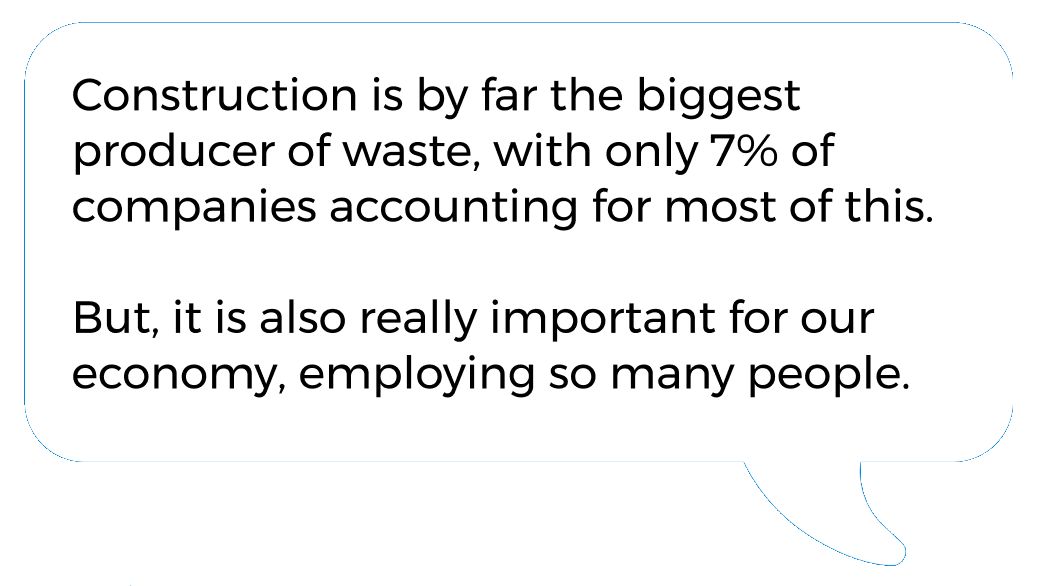 Construction is by far the biggest
producer of waste, with only 7% of
companies accounting for most of this.
But, it is also really important for our
economy, employing so many people.